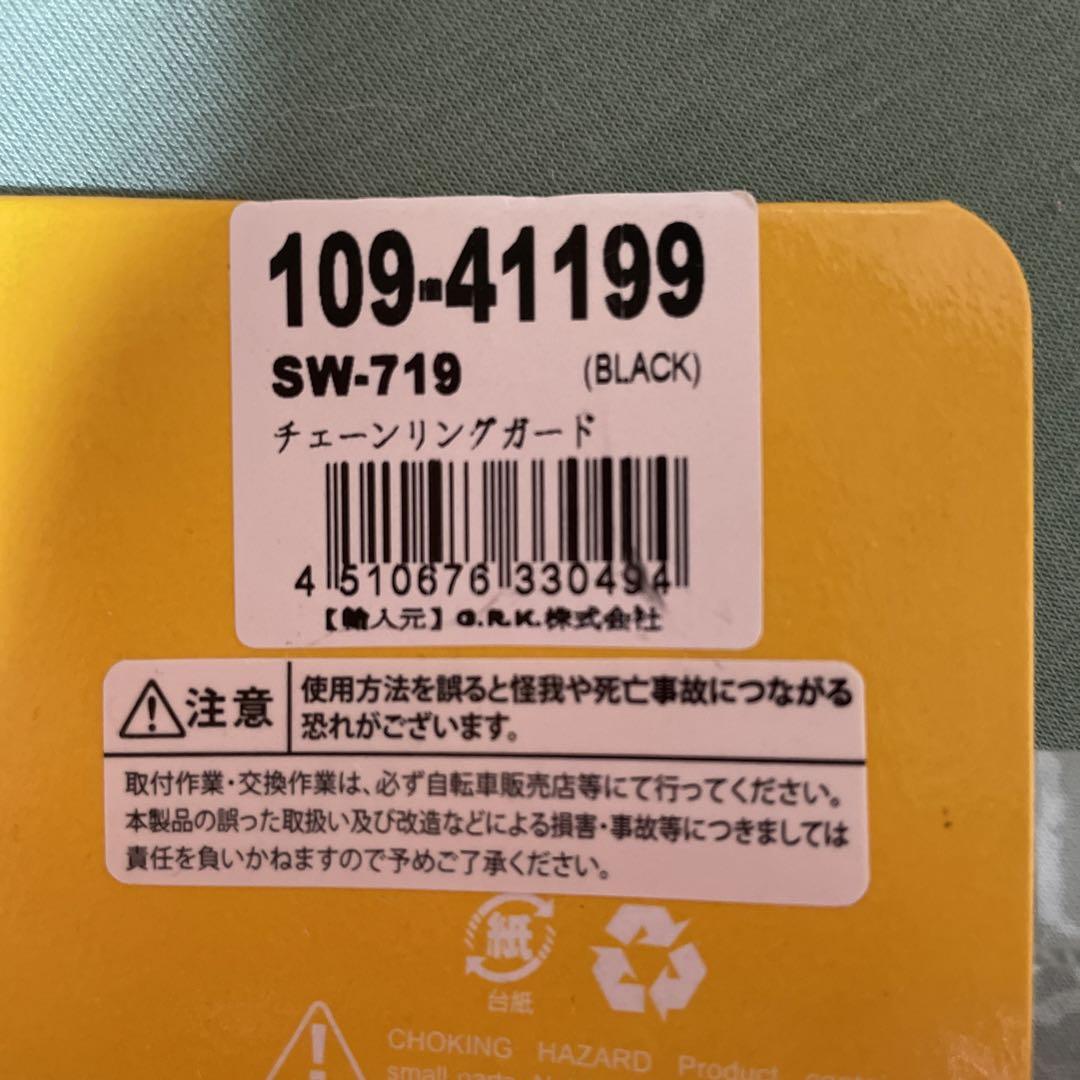 109-41199
SW-719 (BLACK)
チェーンリングガード
4 510676 330494
【輸入元】G.R.K.株式会社
注意
使用方法を誤ると怪我や死亡事故につながる
恐れがございます。
取付作業・交換作業は、必ず自転車販売店等にて行ってください。
本製品の誤った取扱い及び改造などによる損害・事故等につきましては
責任を負いかねますので予めご了承ください。
紙
台紙
CHOKING HAZARD Product
small parts